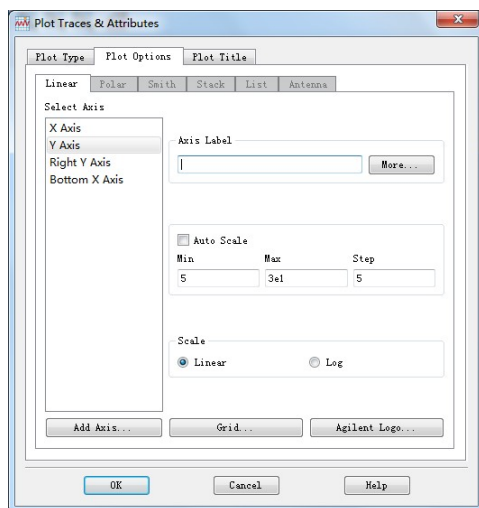 Plot Traces & Attributes
Plot Type Plot Options Plot Title
Linear Polar Smith Stack List Antenna
Select Axis
X Axis
Y Axis
Right Y Axis
Bottom X Axis
Axis Label
More...
Auto Scale
Min Max Step
5 3e1 5
Scale
Linear Log
Add Axis... Grid... Agilent Logo...
OK Cancel Help